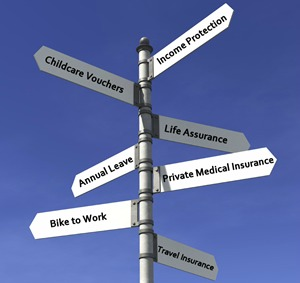 Income Protection
Childcare Vouchers
Life Assurance
Annual Leave
Private Medical Insurance
Bike to Work
Travel Insurance